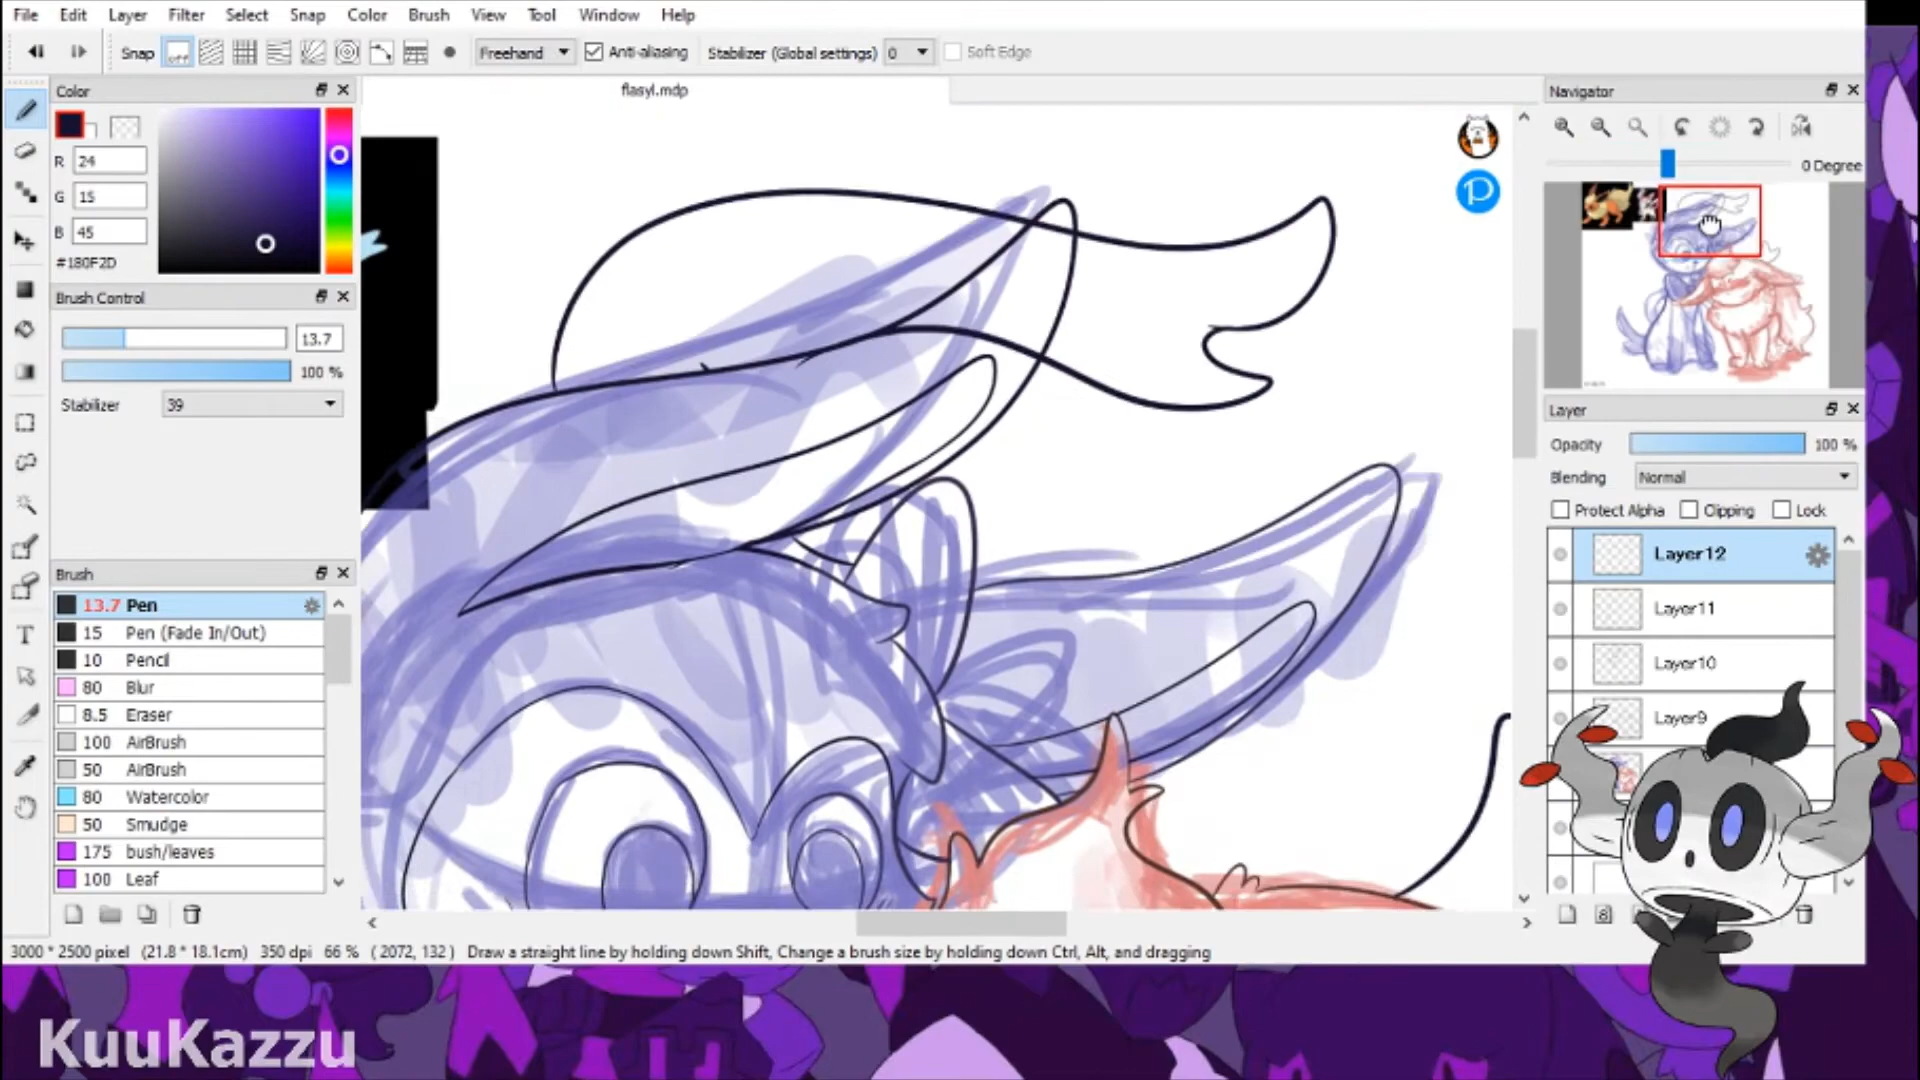 File Edit Layer Filter Select Snap Color Brush View Tool Window Help
Snap off Freehand Anti-aliasing Stabilizer (Global settings) 0 Soft Edge
flasyl.mdp
Color
R 24
G 15
B 45
#180F2D
Brush Control
13.7
100 %
Stabilizer 39
Brush
13.7 Pen
15 Pen (Fade In/Out)
10 Pencil
80 Blur
8.5 Eraser
100 AirBrush
50 AirBrush
80 Watercolor
50 Smudge
175 bush/leaves
100 Leaf
Navigator
0 Degree
Layer
Opacity 100 %
Blending Normal
Protect Alpha Clipping Lock
Layer12
Layer11
Layer10
Layer9
3000 * 2500 pixel (21.8 * 18.1cm) 350 dpi 66 % ( 2072, 132 ) Draw a straight line by holding down Shift, Change a brush size by holding down Ctrl, Alt, and dragging
KuuKazzu